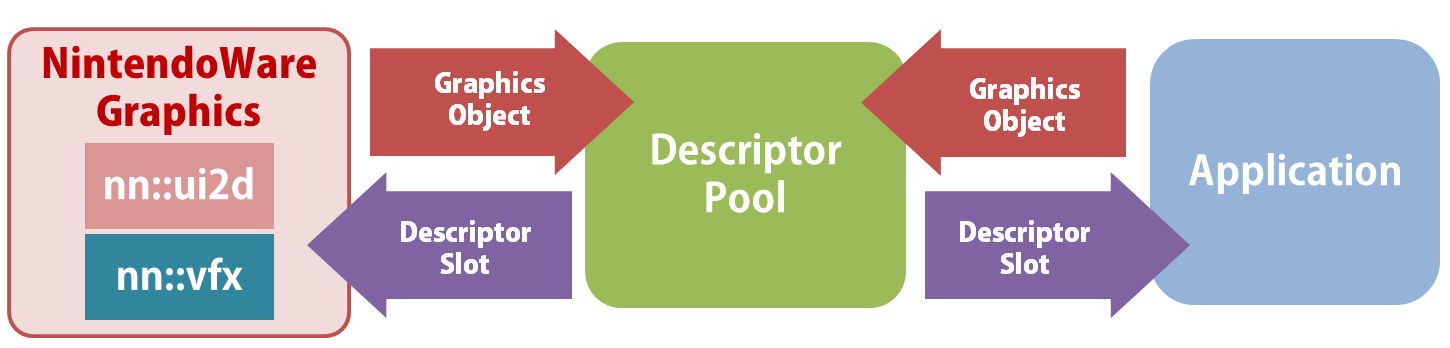 NintendoWare
Graphics
nn::ui2d
nn::vfx
Graphics
Object
Descriptor
Slot
Descriptor
Pool
Graphics
Object
Descriptor
Slot
Application